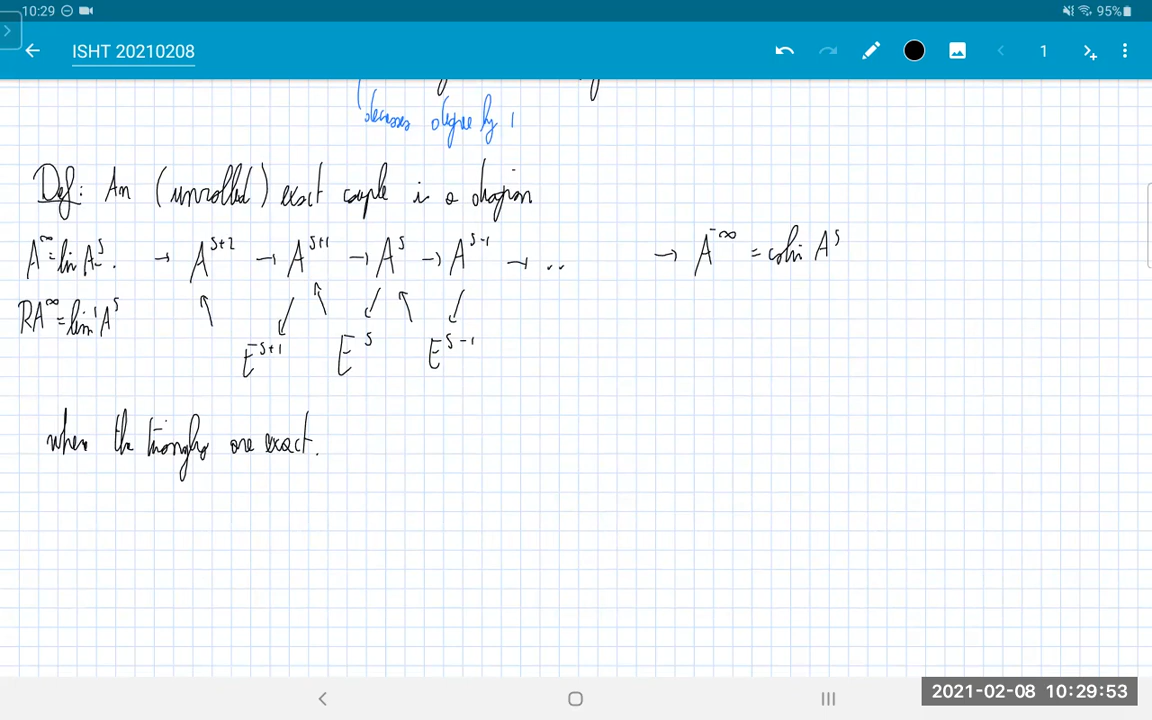 10:29
95%
ISHT 20210208
1
decreases degree by 1
Def: An (unrolled) exact couple is a diagram
A^∞ = lim A^s . → A^{s+2} → A^{s+1} → A^s → A^{s-1} → .. → A^{-∞} = colim A^s
RA^∞ = lim^1 A^s
E^{s+1} E^s E^{s-1}
where the triangles are exact.
2021-02-08 10:29:53